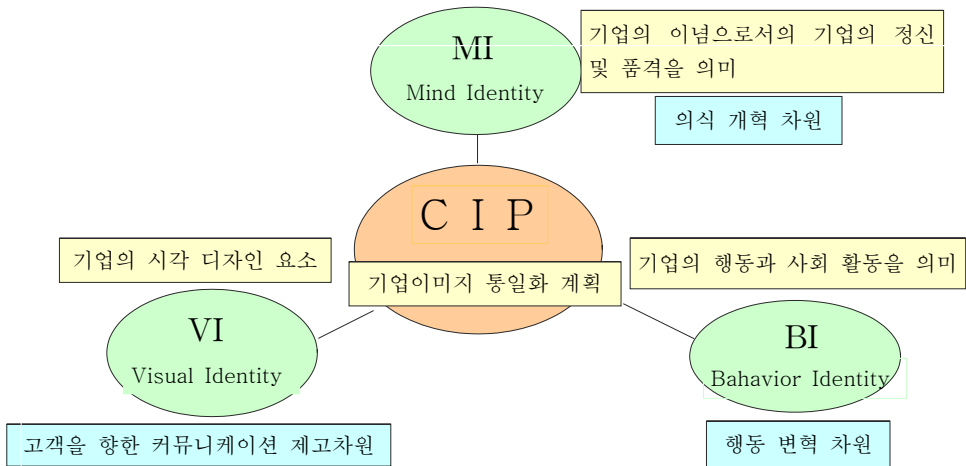 MI
Mind Identity
기업의 이념으로서의 기업의 정신
및 품격을 의미
의식 개혁 차원
C I P
기업이미지 통일화 계획
기업의 시각 디자인 요소
VI
Visual Identity
고객을 향한 커뮤니케이션 제고차원
기업의 행동과 사회 활동을 의미
BI
Bahavior Identity
행동 변혁 차원